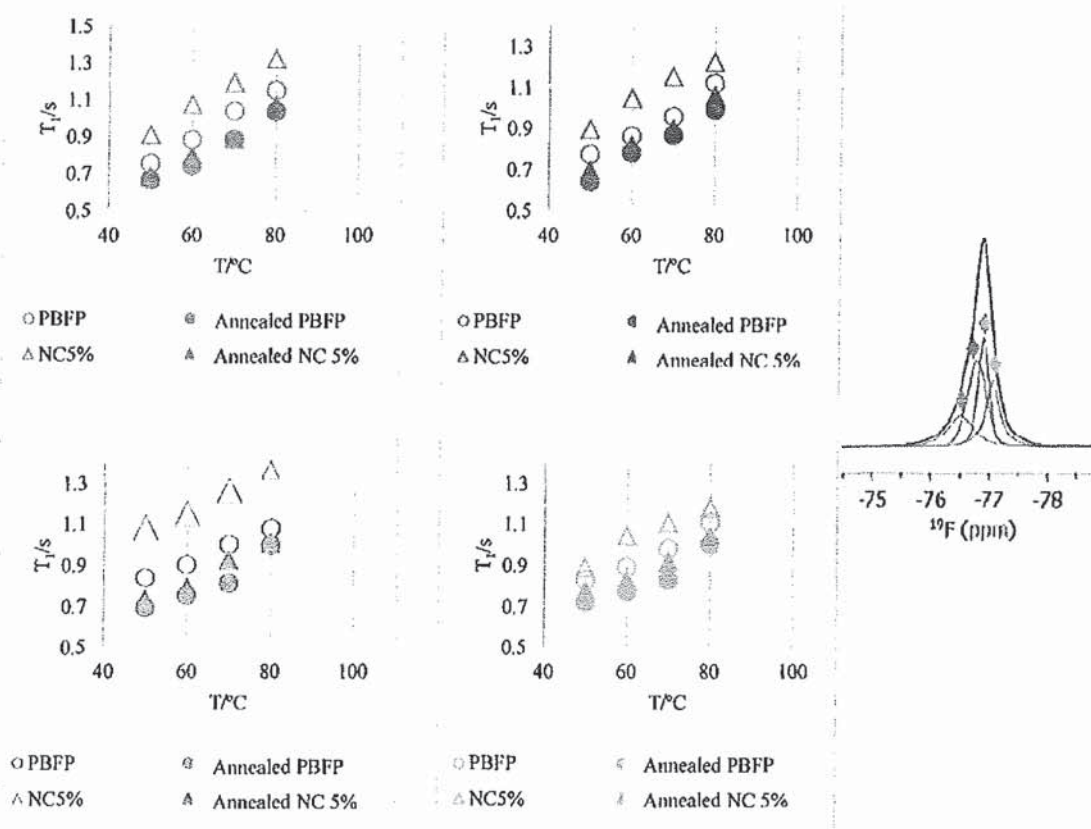 1.5
1.3
1.1
0.9
0.7
0.5
T₁/s
40 60 80 100
T/°C
○ PBFP ● Annealed PBFP
△ NC5% ▲ Annealed NC 5%
1.3
1.1
0.9
0.7
0.5
T₁/s
40 60 80 100
T/°C
○ PBFP ● Annealed PBFP
△ NC5% ▲ Annealed NC 5%
-75 -76 -77 -78
¹⁹F (ppm)
1.3
1.1
0.9
0.7
0.5
T₁/s
40 60 80 100
T/°C
○ PBFP ● Annealed PBFP
△ NC5% ▲ Annealed NC 5%
1.3
1.1
0.9
0.7
0.5
T₁/s
40 60 80 100
T/°C
○ PBFP ● Annealed PBFP
△ NC5% ▲ Annealed NC 5%